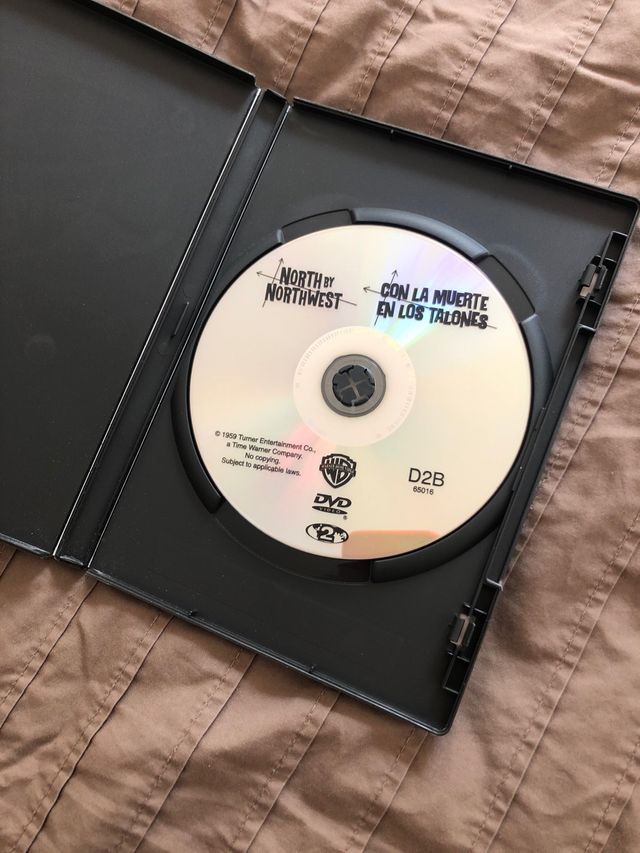 NORTH BY
NORTHWEST
CON LA MUERTE
EN LOS TALONES
© 1959 Turner Entertainment Co.,
a Time Warner Company.
No copying.
Subject to applicable laws.
D2B
65016
DVD
VIDEO
®
2